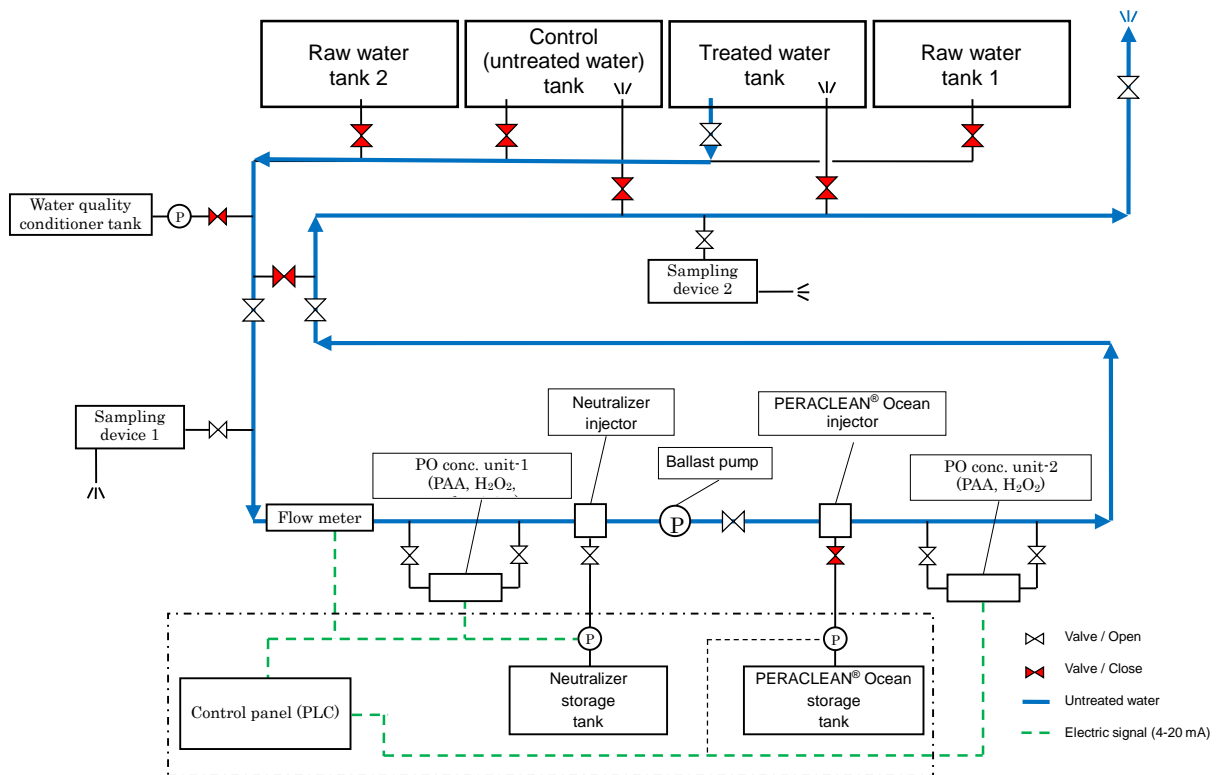 Raw water
tank 2
Control
(untreated water)
tank
Treated water
tank
Raw water
tank 1
Water quality
conditioner tank
P
Sampling
device 2
Sampling
device 1
Neutralizer
injector
PERACLEAN® Ocean
injector
PO conc. unit-1
(PAA, H₂O₂,
Ballast pump
PO conc. unit-2
(PAA, H₂O₂)
Flow meter
P
P
P
Neutralizer
storage
tank
PERACLEAN® Ocean
storage
tank
Control panel (PLC)
Valve / Open
Valve / Close
Untreated water
Electric signal (4-20 mA)